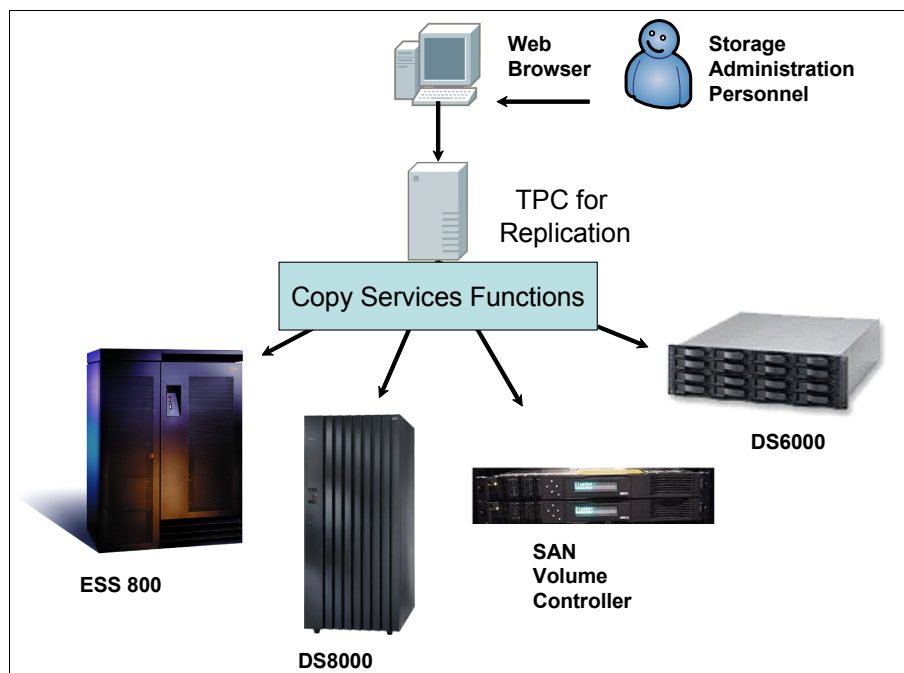 Web
Browser
Storage
Administration
Personnel
TPC for
Replication
Copy Services Functions
DS6000
ESS 800
SAN
Volume
Controller
DS8000